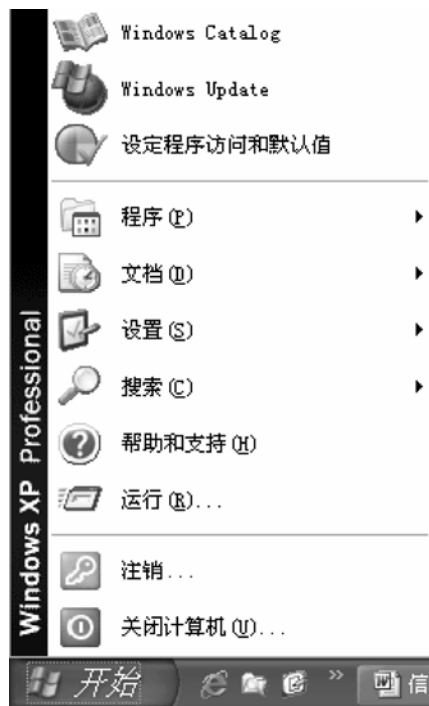 Windows Catalog
Windows Update
设定程序访问和默认值
程序(P)
文档(D)
设置(S)
搜索(C)
帮助和支持(H)
运行(R)...
注销...
关闭计算机(U)...
Windows XP Professional
开始
信